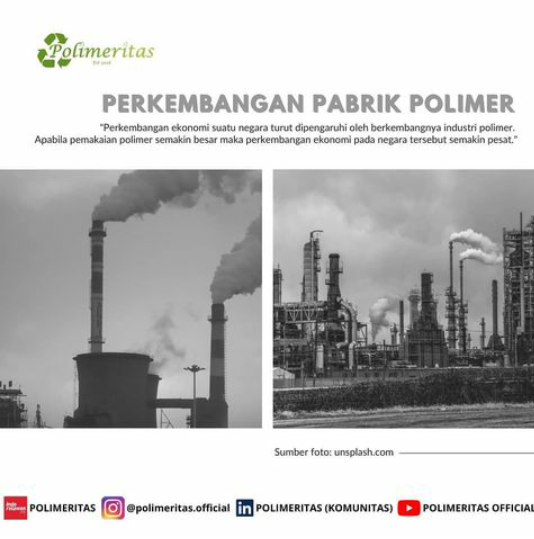 Polimeritas
PERKEMBANGAN PABRIK POLIMER
"Perkembangan ekonomi suatu negara turut dipengaruhi oleh berkembangnya industri polimer.
Apabila pemakaian polimer semakin besar maka perkembangan ekonomi pada negara tersebut semakin pesat."
Sumber foto: unsplash.com
POLIMERITAS @polimeritas.official in POLIMERITAS (KOMUNITAS) POLIMERITAS OFFICIAL